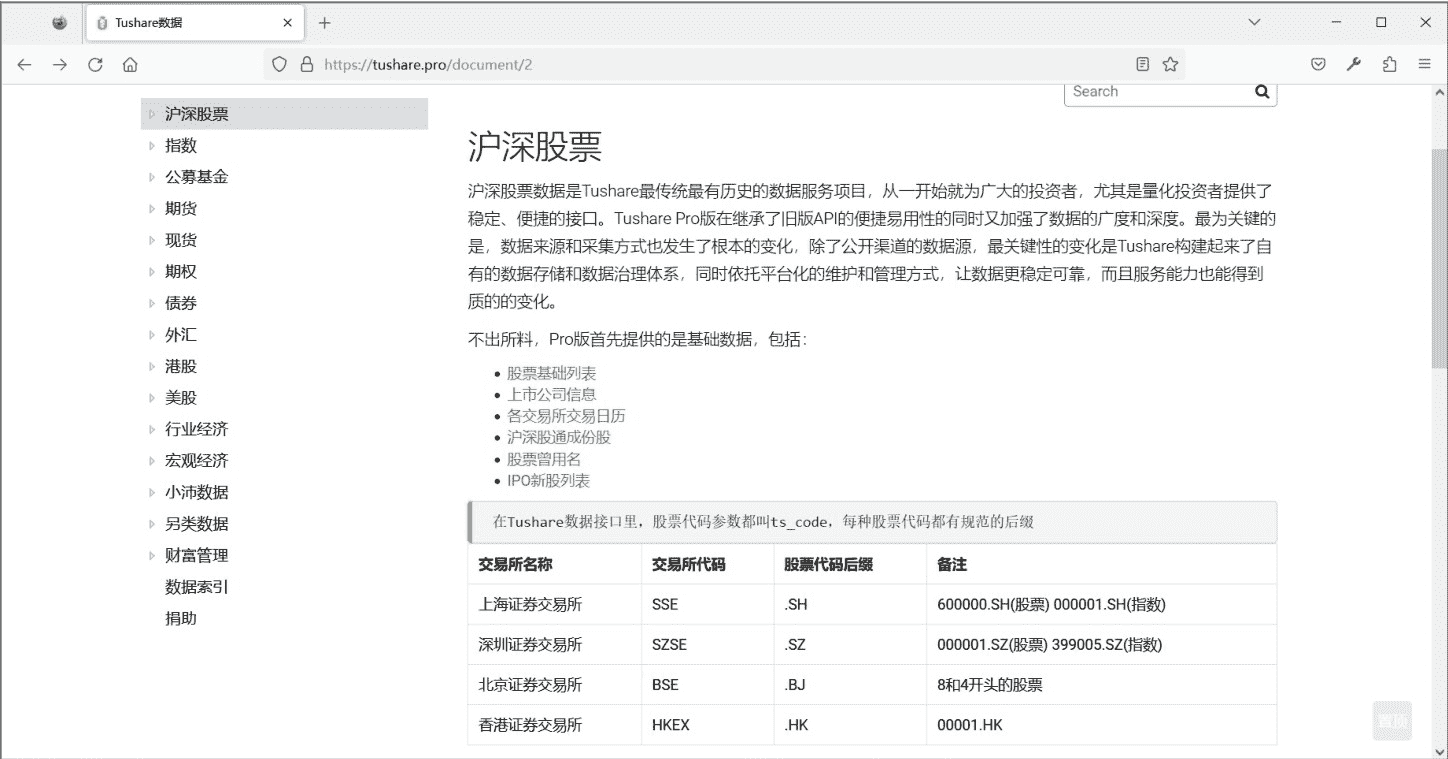 Tushare数据
https://tushare.pro/document/2
Search
沪深股票
指数
公募基金
期货
现货
期权
债券
外汇
港股
美股
行业经济
宏观经济
小沛数据
另类数据
财富管理
数据索引
捐助
沪深股票
沪深股票数据是Tushare最传统最有历史的数据服务项目，从一开始就为广大的投资者，尤其是量化投资者提供了
稳定、便捷的接口。Tushare Pro版在继承了旧版API的便捷易用性的同时又加强了数据的广度和深度。最为关键的
是，数据来源和采集方式也发生了根本的变化，除了公开渠道的数据源，最关键性的变化是Tushare构建起来了自
有的数据存储和数据治理体系，同时依托平台化的维护和管理方式，让数据更稳定可靠，而且服务能力也能得到
质的的变化。
不出所料，Pro版首先提供的是基础数据，包括：
股票基础列表
上市公司信息
各交易所交易日历
沪深股通成份股
股票曾用名
IPO新股列表
在Tushare数据接口里，股票代码参数都叫ts_code，每种股票代码都有规范的后缀
交易所名称 交易所代码 股票代码后缀 备注
上海证券交易所 SSE .SH 600000.SH(股票) 000001.SH(指数)
深圳证券交易所 SZSE .SZ 000001.SZ(股票) 399005.SZ(指数)
北京证券交易所 BSE .BJ 8和4开头的股票
香港证券交易所 HKEX .HK 00001.HK
置顶